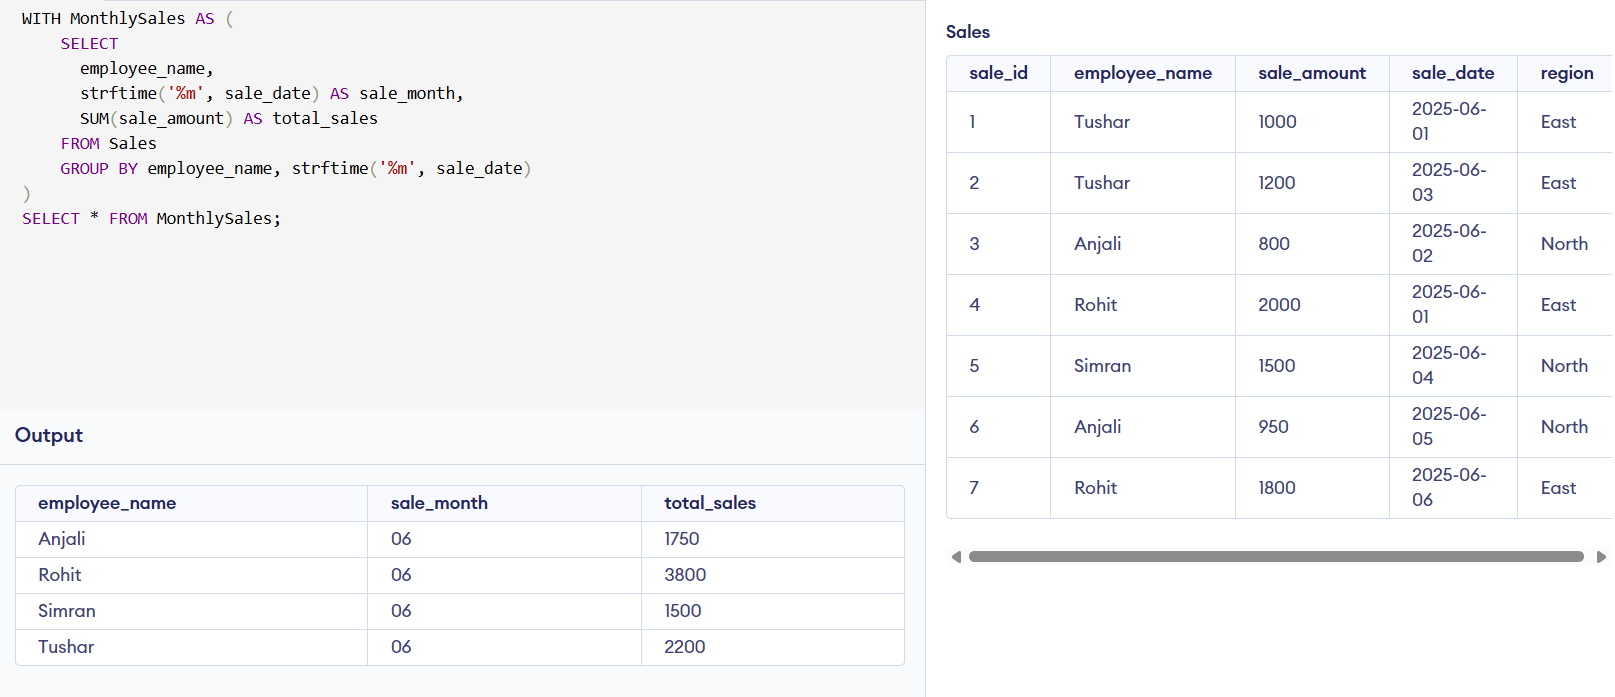 WITH MonthlySales AS (
    SELECT
      employee_name,
      strftime('%m', sale_date) AS sale_month,
      SUM(sale_amount) AS total_sales
    FROM Sales
    GROUP BY employee_name, strftime('%m', sale_date)
)
SELECT * FROM MonthlySales;
Output
employee_name sale_month total_sales
Anjali 06 1750
Rohit 06 3800
Simran 06 1500
Tushar 06 2200
Sales
sale_id employee_name sale_amount sale_date region
1 Tushar 1000 2025-06-01 East
2 Tushar 1200 2025-06-03 East
3 Anjali 800 2025-06-02 North
4 Rohit 2000 2025-06-01 East
5 Simran 1500 2025-06-04 North
6 Anjali 950 2025-06-05 North
7 Rohit 1800 2025-06-06 East